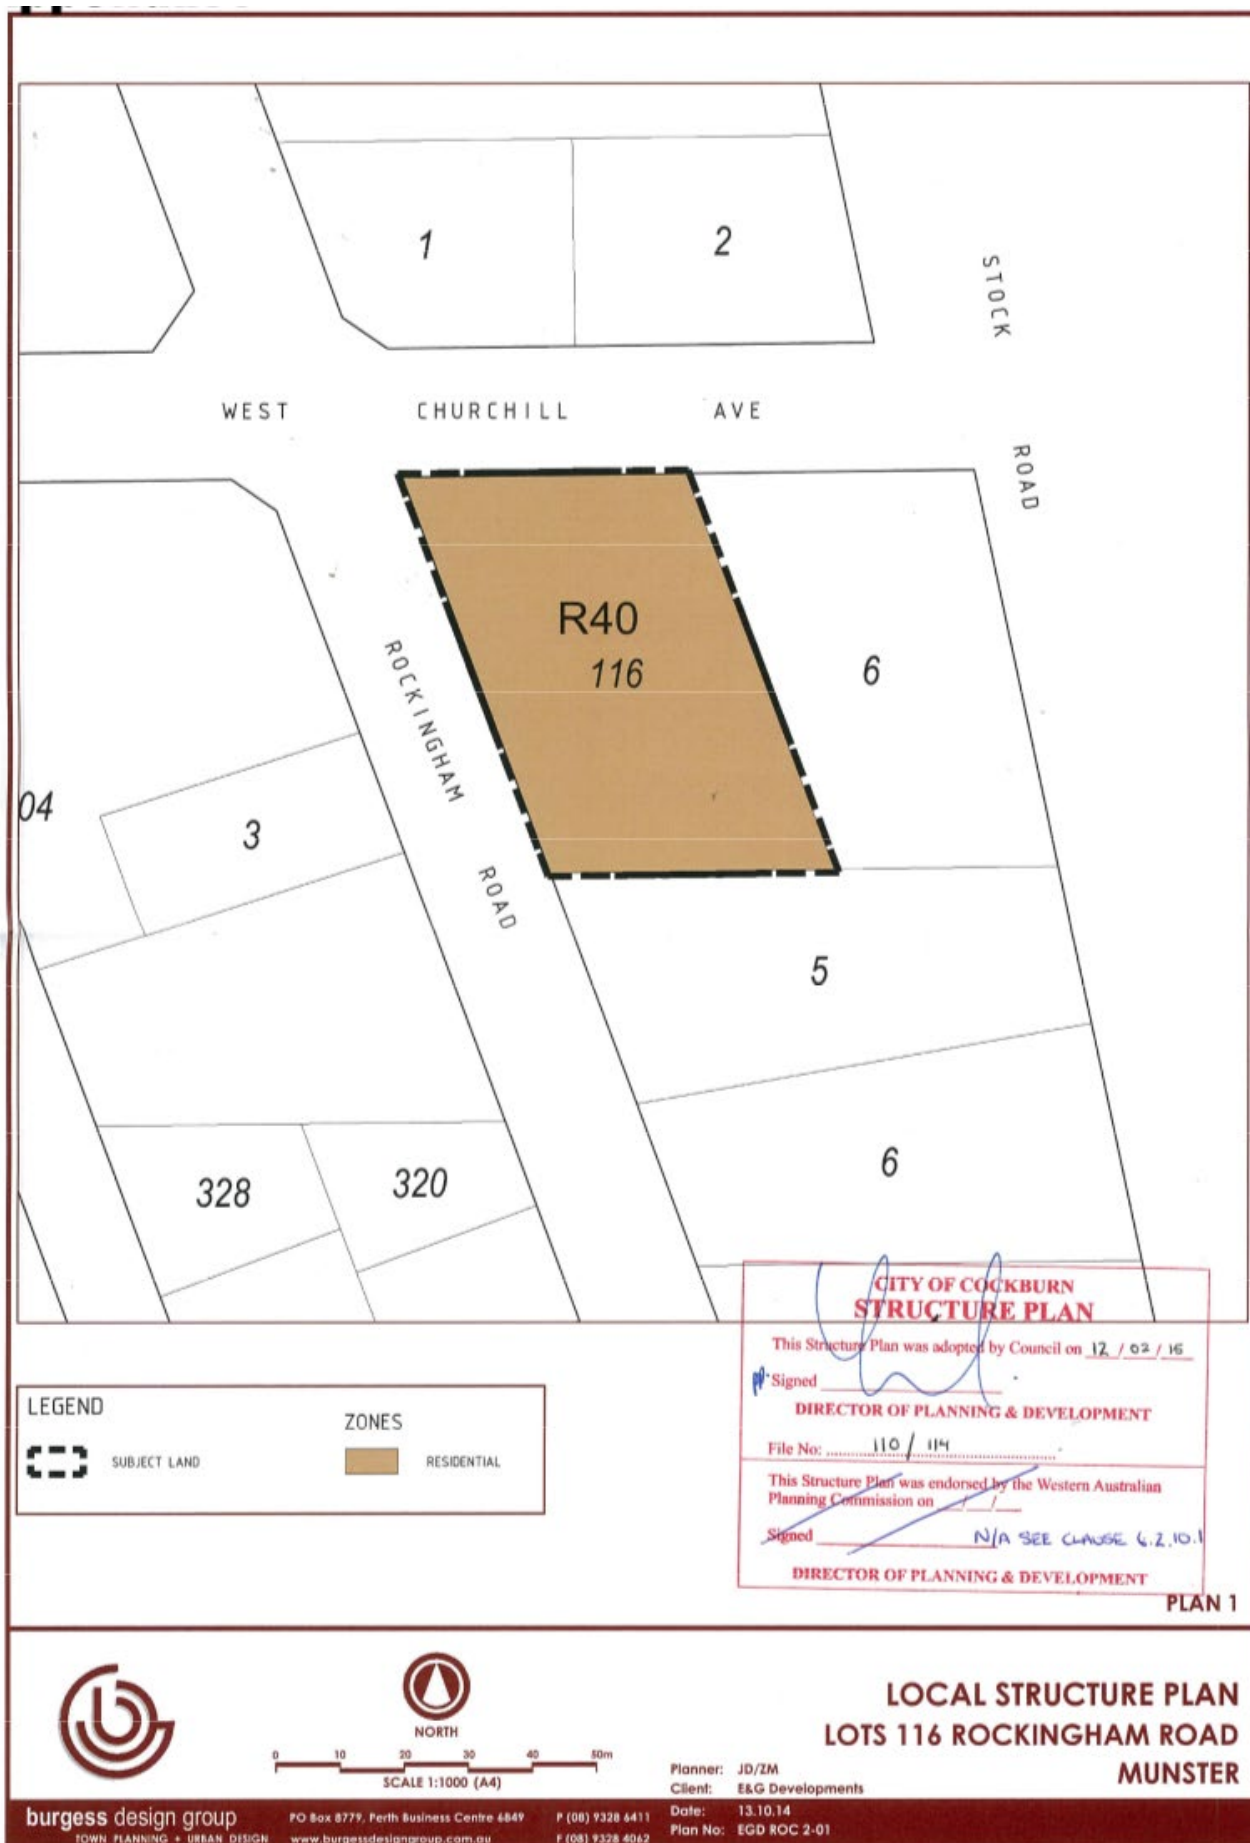 1
2
STOCK
ROAD
WEST CHURCHILL AVE
R40
116
6
ROCKINGHAM
ROAD
04
3
5
328
320
6
CITY OF COCKBURN
STRUCTURE PLAN
This Structure Plan was adopted by Council on 12 / 02 / 15
pp. Signed
DIRECTOR OF PLANNING & DEVELOPMENT
File No: 110 / 114
This Structure Plan was endorsed by the Western Australian
Planning Commission on / /
Signed N/A SEE CLAUSE 6.2.10.1
DIRECTOR OF PLANNING & DEVELOPMENT
LEGEND
SUBJECT LAND
ZONES
RESIDENTIAL
PLAN 1
NORTH
0 10 20 30 40 50m
SCALE 1:1000 (A4)
LOCAL STRUCTURE PLAN
LOTS 116 ROCKINGHAM ROAD
MUNSTER
Planner: JD/ZM
Client: E&G Developments
Date: 13.10.14
Plan No: EGD ROC 2-01
burgess design group
TOWN PLANNING + URBAN DESIGN
PO Box 8779, Perth Business Centre 6849
www.burgessdesigngroup.com.au
P (08) 9328 6411
F (08) 9328 4062